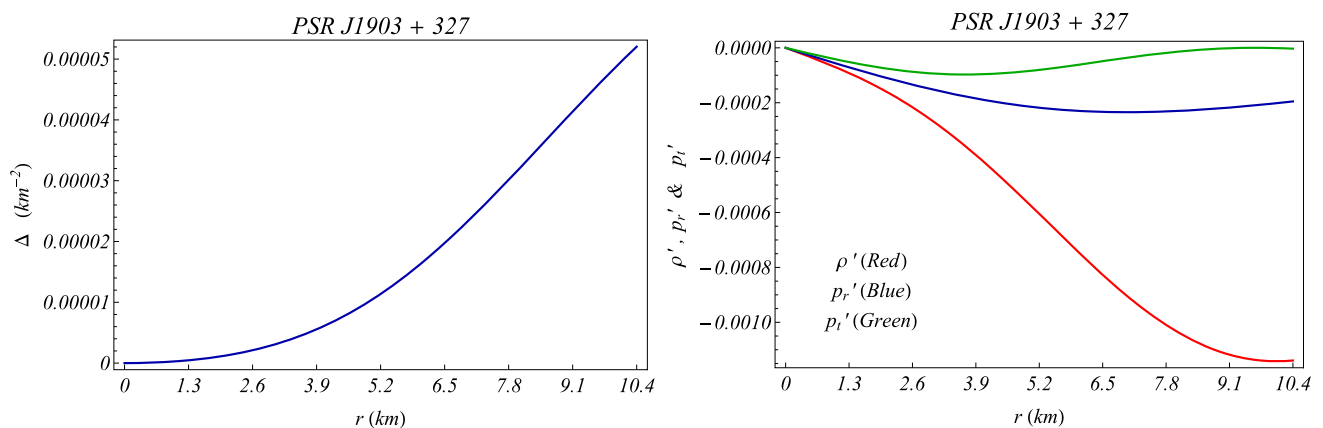 PSR J1903 + 327
0.00005
0.00004
0.00003
0.00002
0.00001
0
Δ (km⁻²)
0 1.3 2.6 3.9 5.2 6.5 7.8 9.1 10.4
r (km)
PSR J1903 + 327
0.0000
−0.0002
−0.0004
−0.0006
−0.0008
−0.0010
ρ ′ , pᵣ′ & pₜ′
ρ ′ (Red)
pᵣ′ (Blue)
pₜ′ (Green)
0 1.3 2.6 3.9 5.2 6.5 7.8 9.1 10.4
r (km)